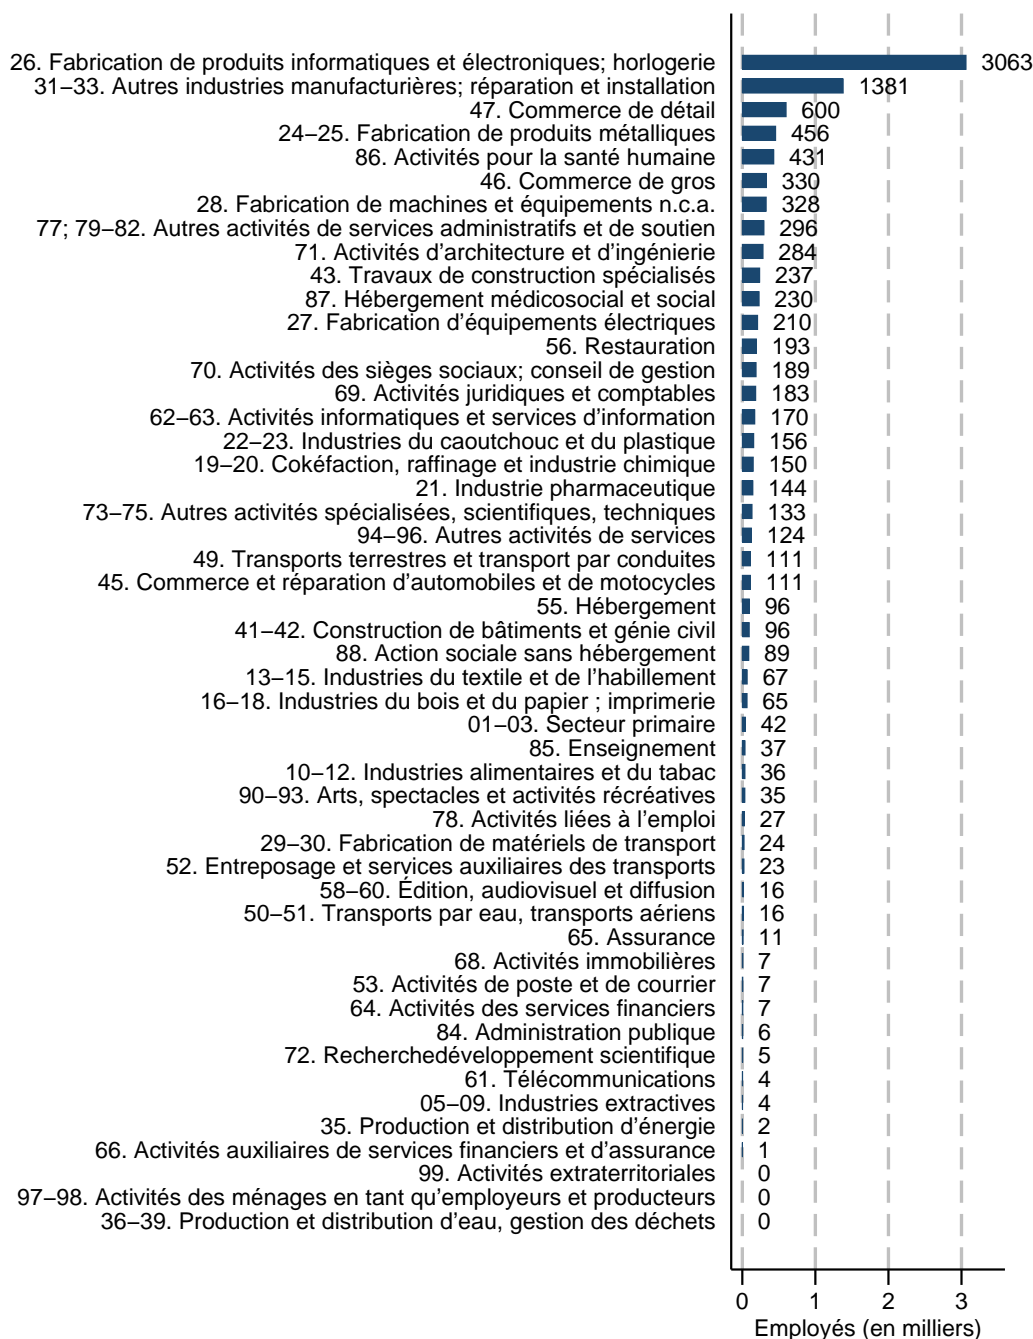 26. Fabrication de produits informatiques et électroniques; horlogerie 3063
31–33. Autres industries manufacturières; réparation et installation 1381
47. Commerce de détail 600
24–25. Fabrication de produits métalliques 456
86. Activités pour la santé humaine 431
46. Commerce de gros 330
28. Fabrication de machines et équipements n.c.a. 328
77; 79–82. Autres activités de services administratifs et de soutien 296
71. Activités d'architecture et d'ingénierie 284
43. Travaux de construction spécialisés 237
87. Hébergement médicosocial et social 230
27. Fabrication d'équipements électriques 210
56. Restauration 193
70. Activités des sièges sociaux; conseil de gestion 189
69. Activités juridiques et comptables 183
62–63. Activités informatiques et services d'information 170
22–23. Industries du caoutchouc et du plastique 156
19–20. Cokéfaction, raffinage et industrie chimique 150
21. Industrie pharmaceutique 144
73–75. Autres activités spécialisées, scientifiques, techniques 133
94–96. Autres activités de services 124
49. Transports terrestres et transport par conduites 111
45. Commerce et réparation d'automobiles et de motocycles 111
55. Hébergement 96
41–42. Construction de bâtiments et génie civil 96
88. Action sociale sans hébergement 89
13–15. Industries du textile et de l'habillement 67
16–18. Industries du bois et du papier ; imprimerie 65
01–03. Secteur primaire 42
85. Enseignement 37
10–12. Industries alimentaires et du tabac 36
90–93. Arts, spectacles et activités récréatives 35
78. Activités liées à l'emploi 27
29–30. Fabrication de matériels de transport 24
52. Entreposage et services auxiliaires des transports 23
58–60. Édition, audiovisuel et diffusion 16
50–51. Transports par eau, transports aériens 16
65. Assurance 11
68. Activités immobilières 7
53. Activités de poste et de courrier 7
64. Activités des services financiers 7
84. Administration publique 6
72. Recherchedéveloppement scientifique 5
61. Télécommunications 4
05–09. Industries extractives 4
35. Production et distribution d'énergie 2
66. Activités auxiliaires de services financiers et d'assurance 1
99. Activités extraterritoriales 0
97–98. Activités des ménages en tant qu'employeurs et producteurs 0
36–39. Production et distribution d'eau, gestion des déchets 0
0 1 2 3
Employés (en milliers)